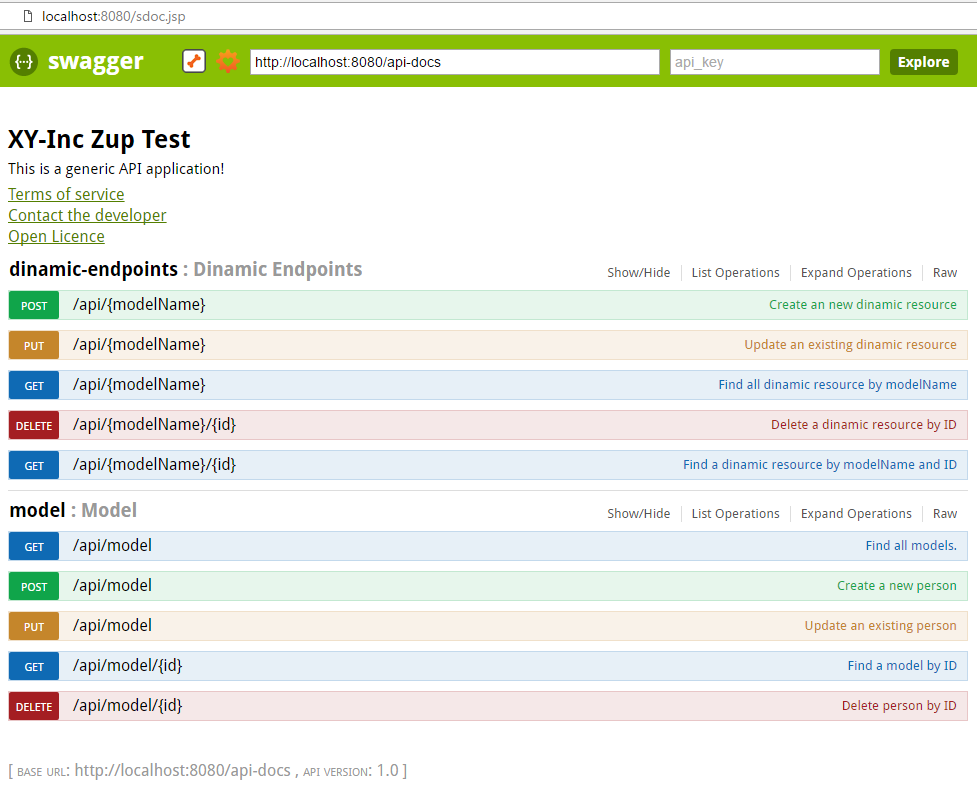 localhost:8080/sdoc.jsp
{··} swagger http://localhost:8080/api-docs api_key Explore
XY-Inc Zup Test
This is a generic API application!
Terms of service
Contact the developer
Open Licence
dinamic-endpoints : Dinamic Endpoints Show/Hide List Operations Expand Operations Raw
POST /api/{modelName} Create an new dinamic resource
PUT /api/{modelName} Update an existing dinamic resource
GET /api/{modelName} Find all dinamic resource by modelName
DELETE /api/{modelName}/{id} Delete a dinamic resource by ID
GET /api/{modelName}/{id} Find a dinamic resource by modelName and ID
model : Model Show/Hide List Operations Expand Operations Raw
GET /api/model Find all models.
POST /api/model Create a new person
PUT /api/model Update an existing person
GET /api/model/{id} Find a model by ID
DELETE /api/model/{id} Delete person by ID
[ BASE URL: http://localhost:8080/api-docs , API VERSION: 1.0 ]